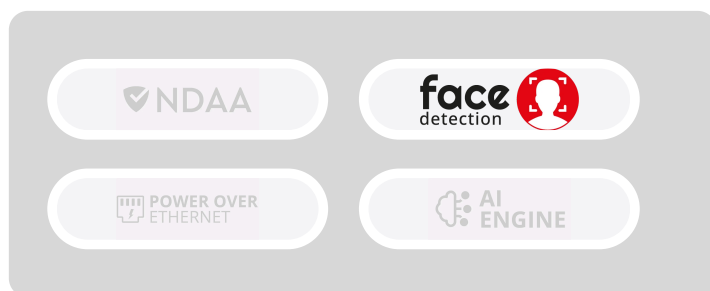 NDAA
face
detection
POWER OVER
ETHERNET
AI
ENGINE